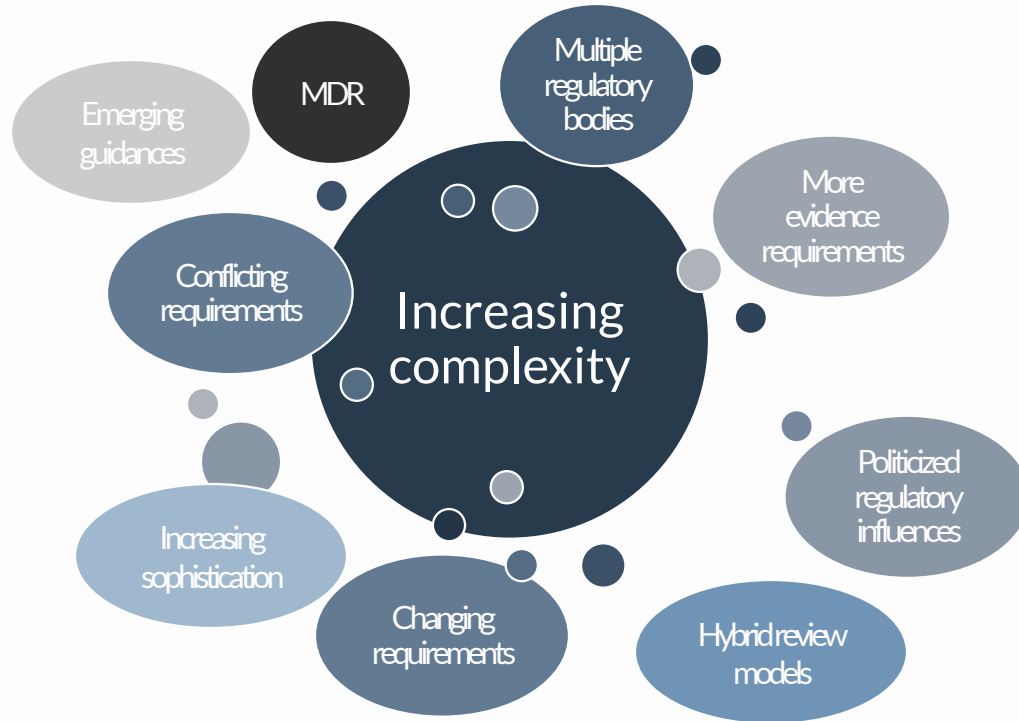 Emerging
guidances
MDR
Multiple
regulatory
bodies
More
evidence
requirements
Conflicting
requirements
Increasing
complexity
Politicized
regulatory
influences
Increasing
sophistication
Changing
requirements
Hybrid review
models